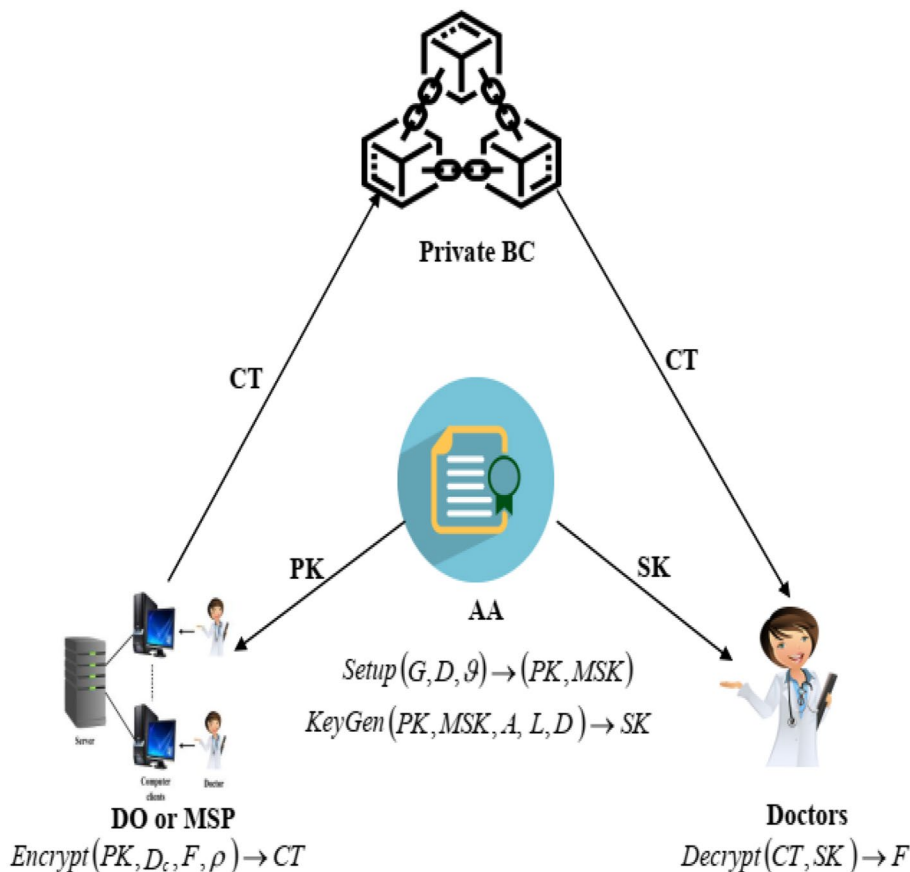 Private BC
CT
CT
PK
SK
AA
Setup(G, D, ϑ) → (PK, MSK)
KeyGen(PK, MSK, A, L, D) → SK
Server
Computer
clients
Doctor
DO or MSP
Encrypt(PK, D_c, F, ρ) → CT
Doctors
Decrypt(CT, SK) → F